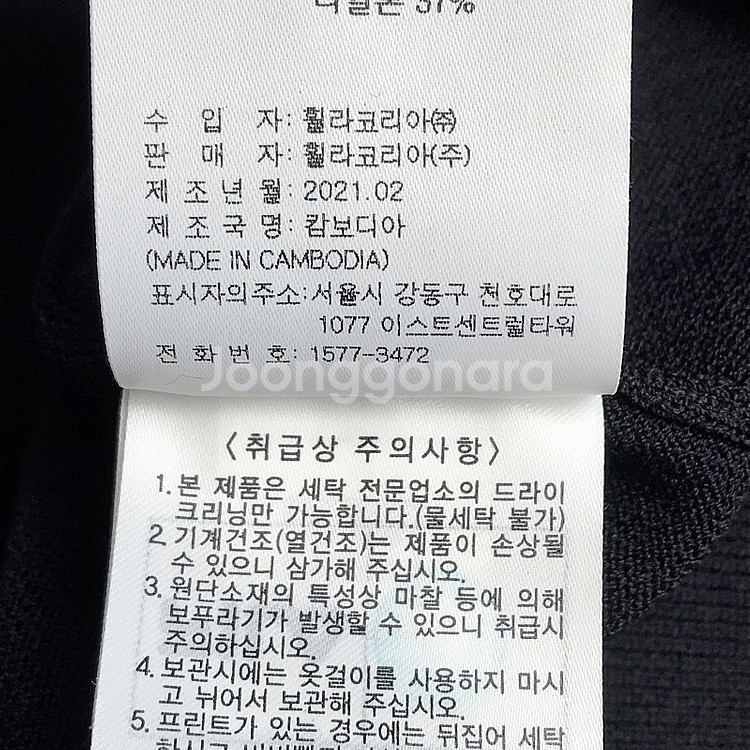 37%
수 입 자: 휠라코리아㈜
판 매 자: 휠라코리아(주)
제 조 년 월: 2021.02
제 조 국 명: 캄보디아
(MADE IN CAMBODIA)
표시자의주소:서울시 강동구 천호대로
1077 이스트센트럴타워
전 화 번 호: 1577-3472
Joonggonara
〈취급상 주의사항〉
1. 본 제품은 세탁 전문업소의 드라이
크리닝만 가능합니다.(물세탁 불가)
2. 기계건조(열건조)는 제품이 손상될
수 있으니 삼가해 주십시오.
3. 원단소재의 특성상 마찰 등에 의해
보푸라기가 발생할 수 있으니 취급시
주의하십시오.
4. 보관시에는 옷걸이를 사용하지 마시
고 뉘어서 보관해 주십시오.
5. 프린트가 있는 경우에는 뒤집어 세탁